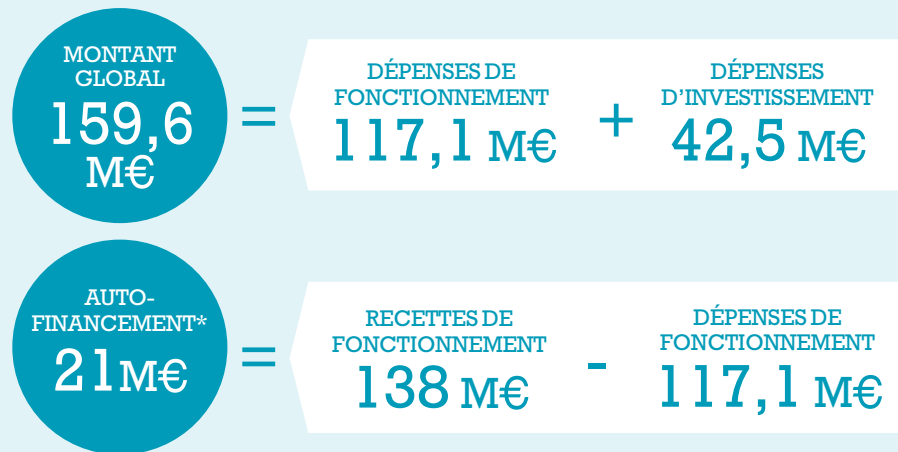 MONTANT
GLOBAL
159,6
M€
=
DÉPENSES DE
FONCTIONNEMENT
117,1 M€
+
DÉPENSES
D'INVESTISSEMENT
42,5 M€
AUTO-
FINANCEMENT*
21M€
=
RECETTES DE
FONCTIONNEMENT
138 M€
-
DÉPENSES DE
FONCTIONNEMENT
117,1 M€